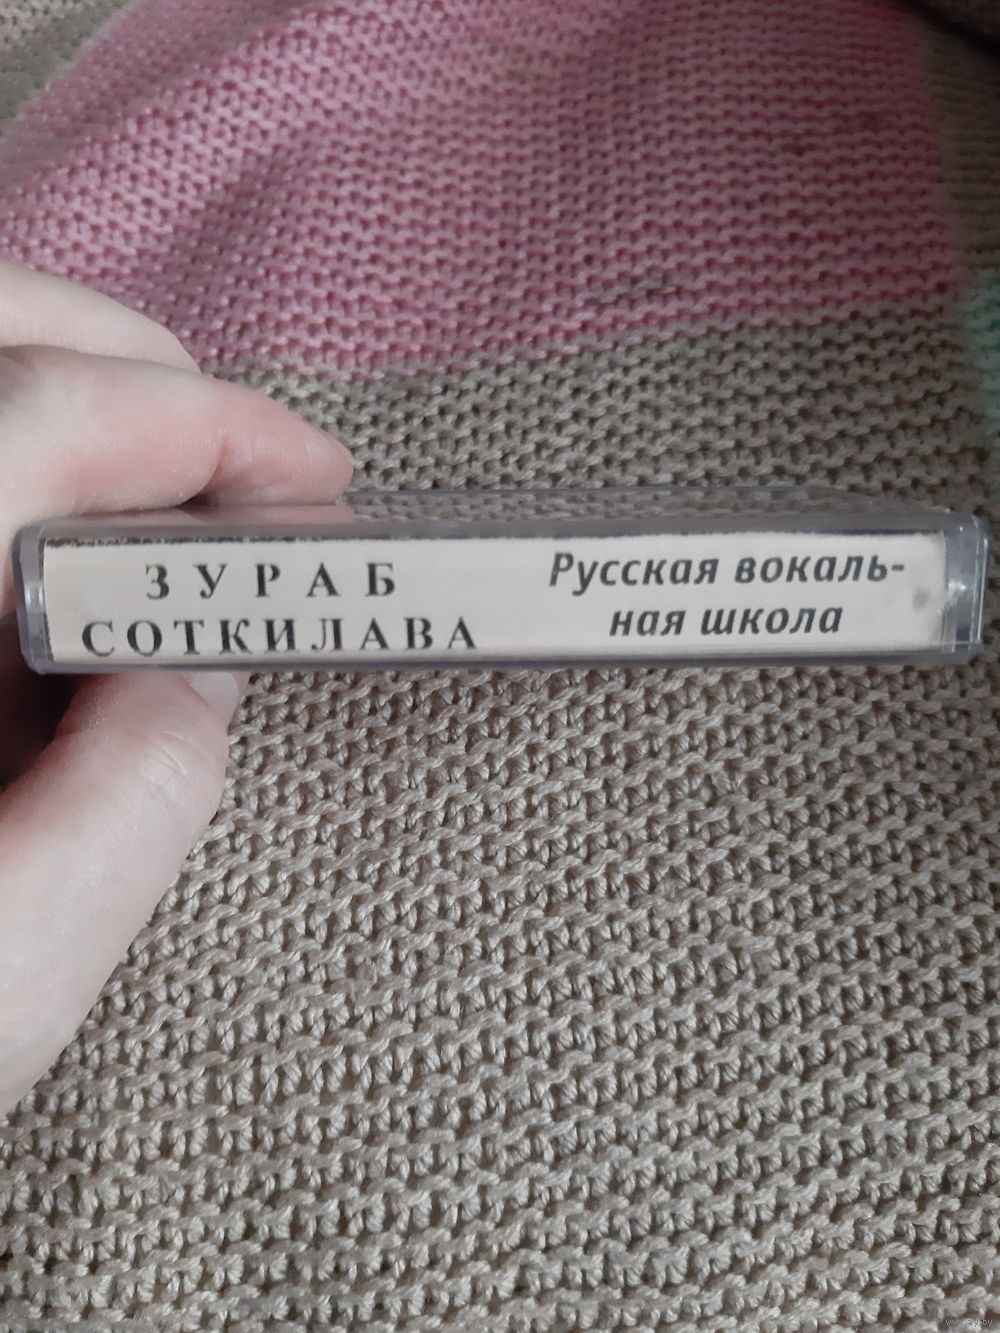 ЗУРАБ
СОТКИЛАВА
Русская вокаль-
ная школа